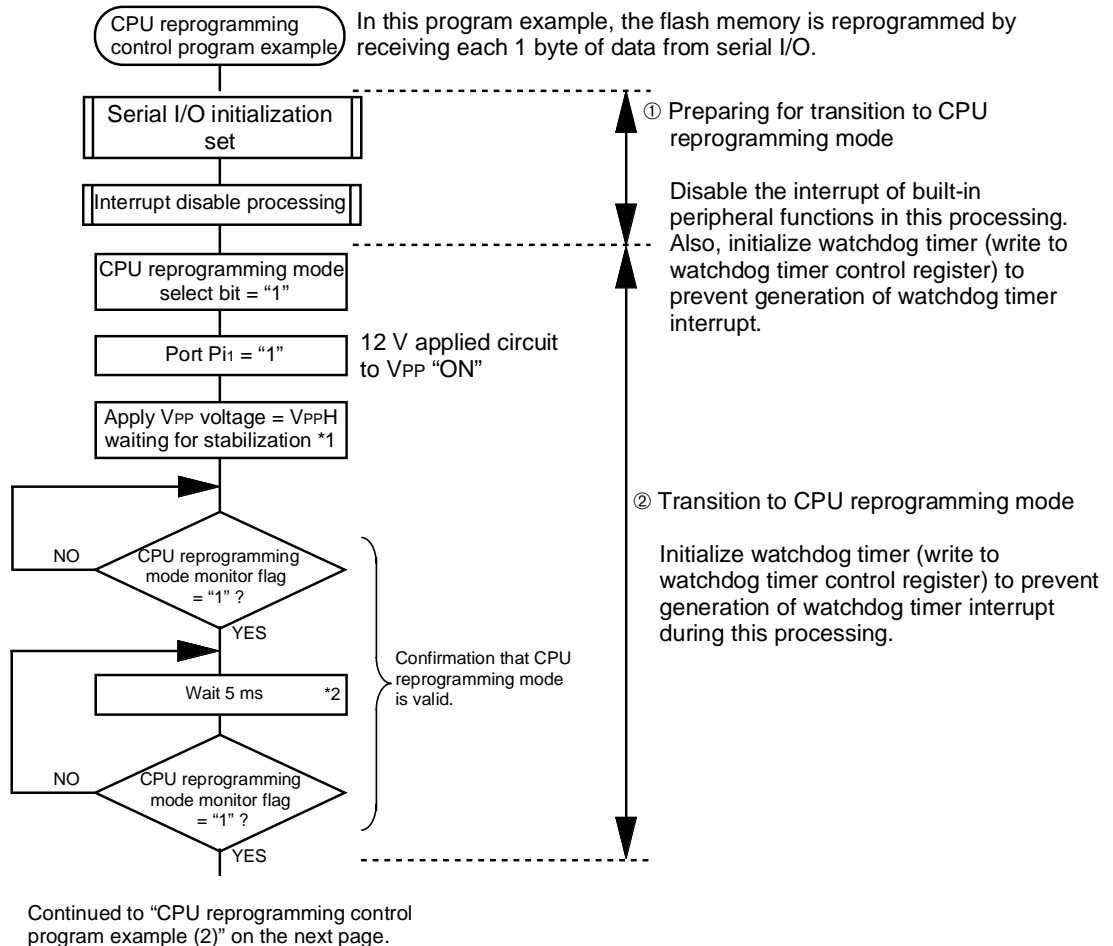 CPU reprogramming
control program example
In this program example, the flash memory is reprogrammed by
receiving each 1 byte of data from serial I/O.
Serial I/O initialization
set
Interrupt disable processing
① Preparing for transition to CPU
reprogramming mode
Disable the interrupt of built-in
peripheral functions in this processing.
Also, initialize watchdog timer (write to
watchdog timer control register) to
prevent generation of watchdog timer
interrupt.
CPU reprogramming mode
select bit = “1”
Port Pi1 = “1”
12 V applied circuit
to VPP “ON”
Apply VPP voltage = VPPH
waiting for stabilization *1
NO
CPU reprogramming
mode monitor flag
= “1” ?
YES
Wait 5 ms *2
NO
CPU reprogramming
mode monitor flag
= “1” ?
YES
Confirmation that CPU
reprogramming mode
is valid.
② Transition to CPU reprogramming mode
Initialize watchdog timer (write to
watchdog timer control register) to prevent
generation of watchdog timer interrupt
during this processing.
Continued to “CPU reprogramming control
program example (2)” on the next page.